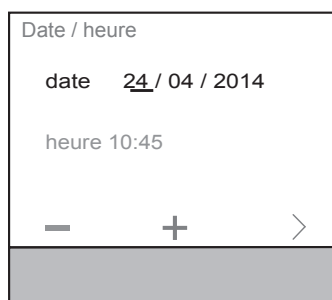 Date / heure
date 24 / 04 / 2014
heure 10:45
− + >